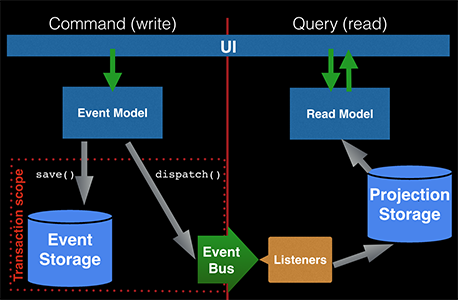 Command (write)
Query (read)
UI
Event Model
Read Model
save()
dispatch()
Transaction scope
Event
Storage
Event
Bus
Listeners
Projection
Storage